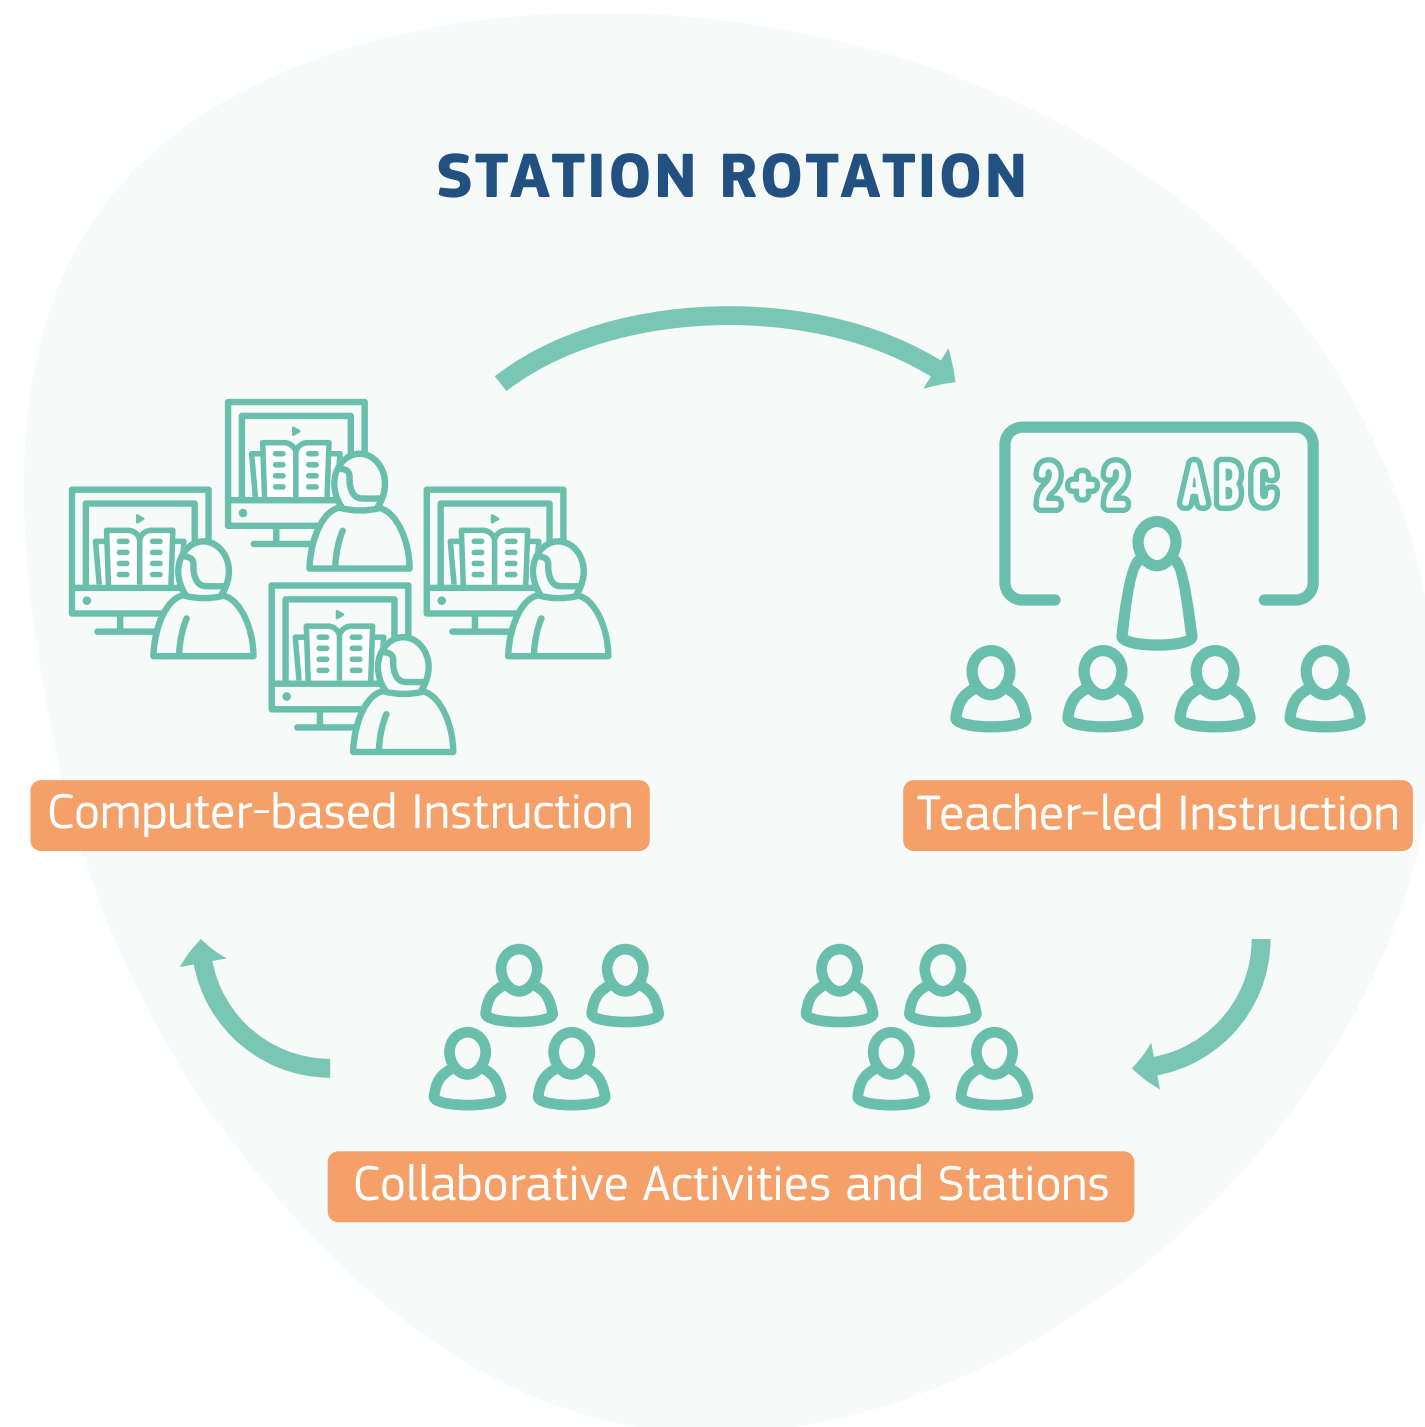 STATION ROTATION
2+2 ABC
Computer-based Instruction
Teacher-led Instruction
Collaborative Activities and Stations